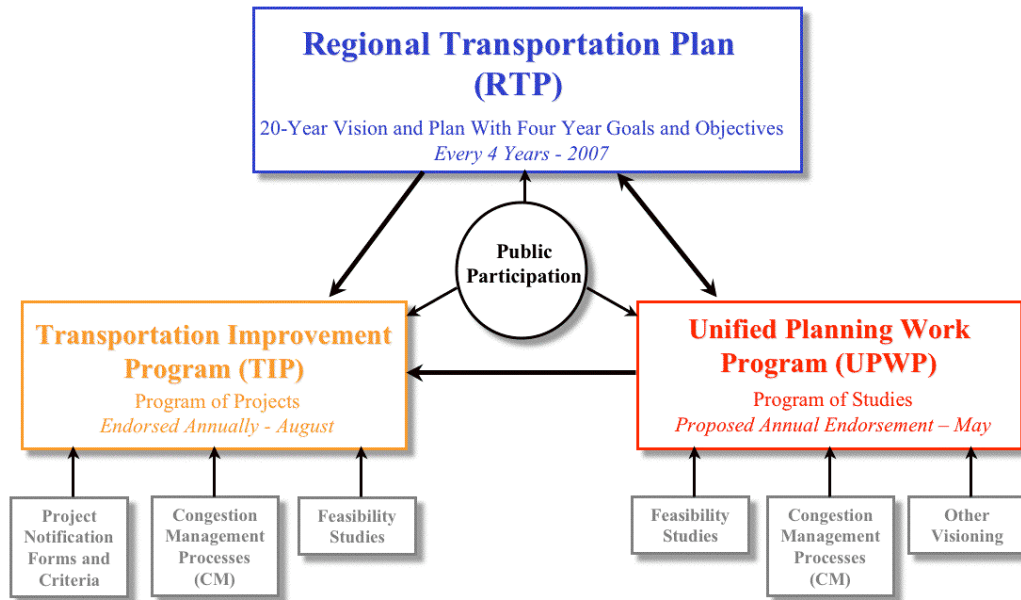 Regional Transportation Plan
(RTP)
20-Year Vision and Plan With Four Year Goals and Objectives
Every 4 Years - 2007
Public
Participation
Transportation Improvement
Program (TIP)
Program of Projects
Endorsed Annually - August
Unified Planning Work
Program (UPWP)
Program of Studies
Proposed Annual Endorsement – May
Project
Notification
Forms and
Criteria
Congestion
Management
Processes
(CM)
Feasibility
Studies
Feasibility
Studies
Congestion
Management
Processes
(CM)
Other
Visioning